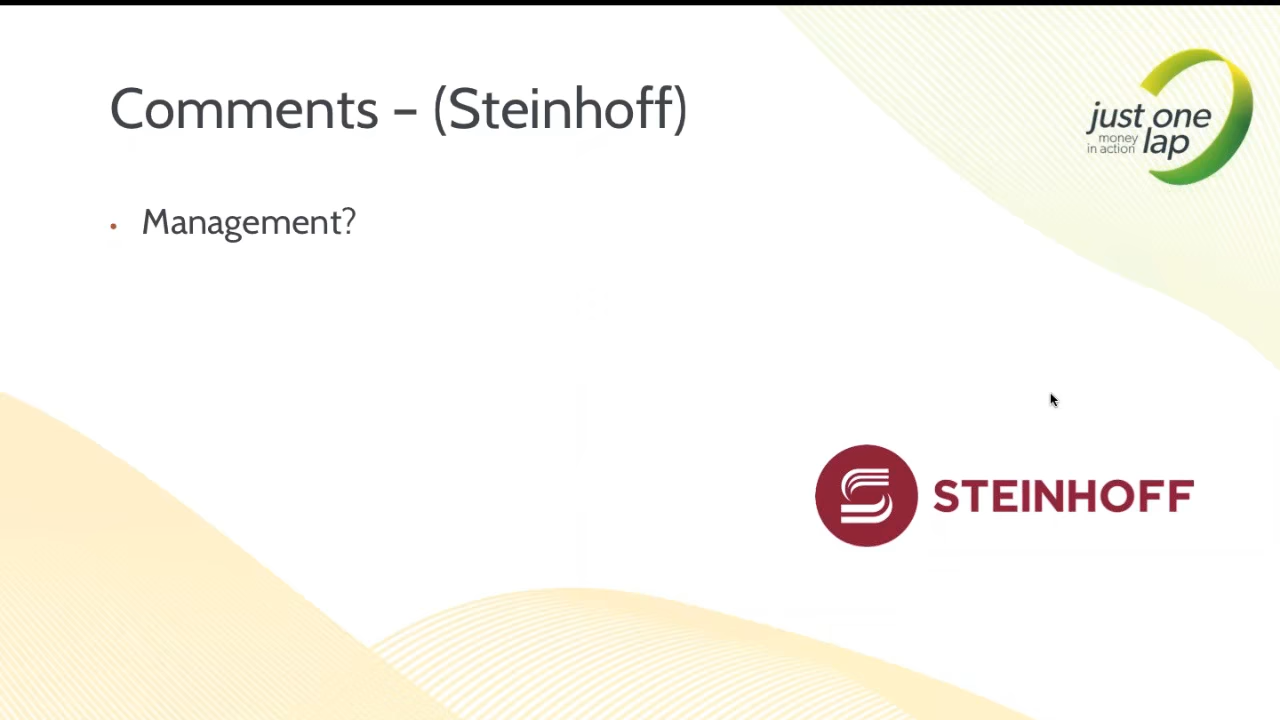 Comments – (Steinhoff)
just one
money
in action lap
• Management?
STEINHOFF